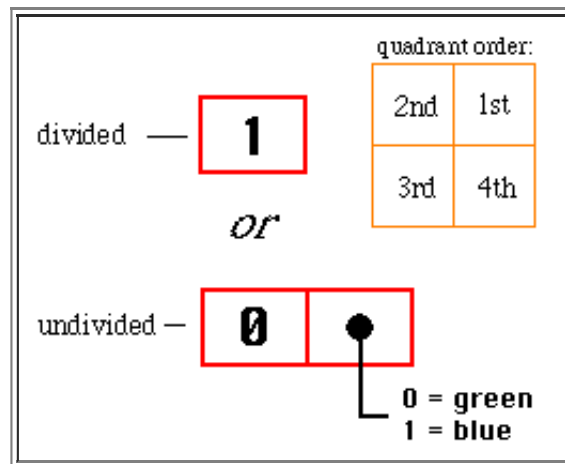 quadrant order:
2nd 1st
3rd 4th
divided — 1
or
undivided — 0
0 = green
1 = blue